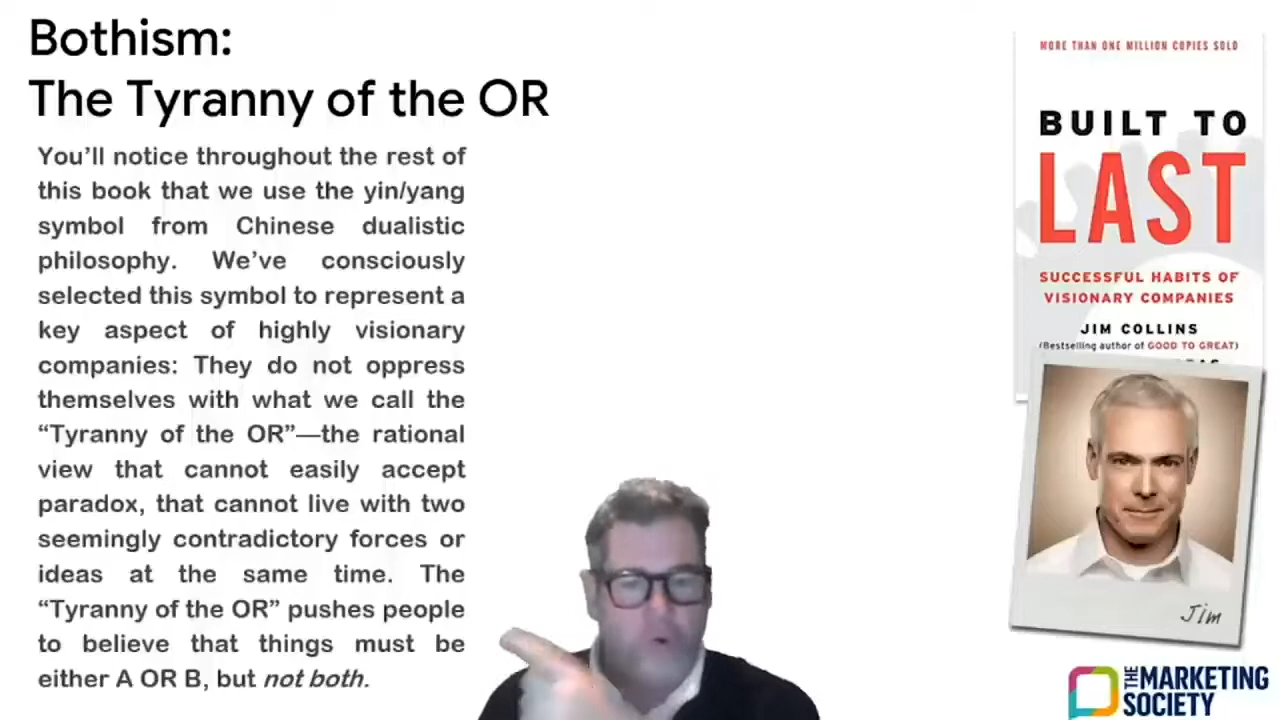 Bothism:
The Tyranny of the OR
You’ll notice throughout the rest of
this book that we use the yin/yang
symbol from Chinese dualistic
philosophy. We’ve consciously
selected this symbol to represent a
key aspect of highly visionary
companies: They do not oppress
themselves with what we call the
“Tyranny of the OR”—the rational
view that cannot easily accept
paradox, that cannot live with two
seemingly contradictory forces or
ideas at the same time. The
“Tyranny of the OR” pushes people
to believe that things must be
either A OR B, but not both.
MORE THAN ONE MILLION COPIES SOLD
BUILT TO
LAST
SUCCESSFUL HABITS OF
VISIONARY COMPANIES
JIM COLLINS
(Bestselling author of GOOD TO GREAT)
Jim
THE MARKETING
SOCIETY